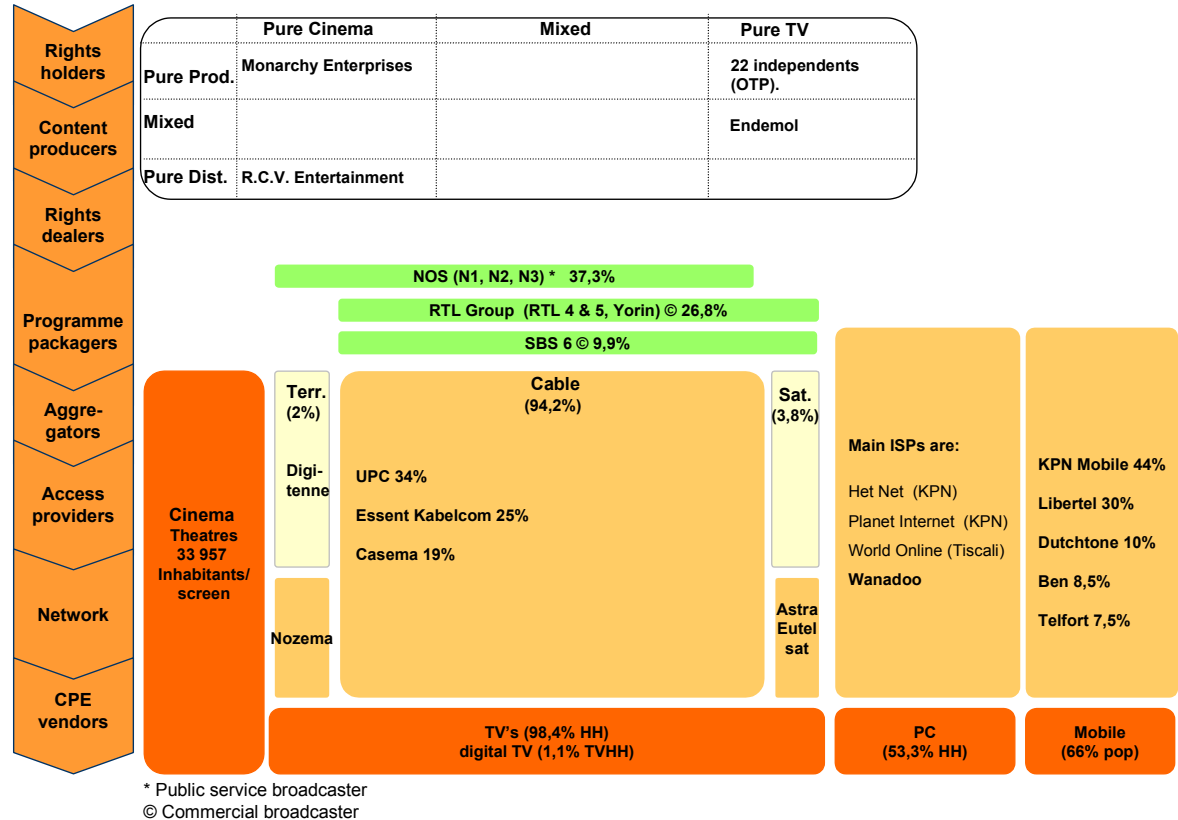 Rights
holders
Content
producers
Rights
dealers
Programme
packagers
Aggre-
gators
Access
providers
Network
CPE
vendors
Pure Cinema Mixed Pure TV
Pure Prod. Monarchy Enterprises 22 independents
(OTP).
Mixed Endemol
Pure Dist. R.C.V. Entertainment
NOS (N1, N2, N3) * 37,3%
RTL Group (RTL 4 & 5, Yorin) © 26,8%
SBS 6 © 9,9%
Cinema
Theatres
33 957
Inhabitants/
screen
Terr.
(2%)
Digi-
tenne
Nozema
Cable
(94,2%)
UPC 34%
Essent Kabelcom 25%
Casema 19%
Sat.
(3,8%)
Astra
Eutel
sat
Main ISPs are:
Het Net (KPN)
Planet Internet (KPN)
World Online (Tiscali)
Wanadoo
KPN Mobile 44%
Libertel 30%
Dutchtone 10%
Ben 8,5%
Telfort 7,5%
TV's (98,4% HH)
digital TV (1,1% TVHH)
PC
(53,3% HH)
Mobile
(66% pop)
* Public service broadcaster
© Commercial broadcaster